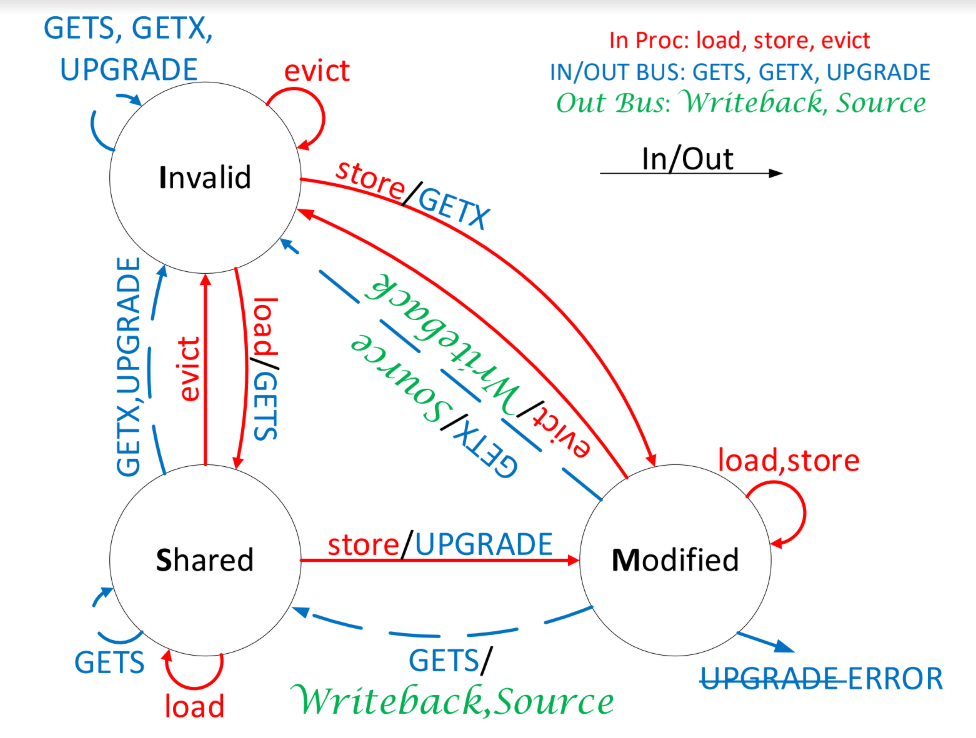 GETS, GETX,
UPGRADE
evict
In Proc: load, store, evict
IN/OUT BUS: GETS, GETX, UPGRADE
Out Bus: Writeback, Source
In/Out
Invalid
store/GETX
GETX,UPGRADE
evict
load/GETS
evict/Writeback
GETX/Source
load,store
Shared
store/UPGRADE
Modified
GETS
load
GETS/
Writeback,Source
UPGRADE ERROR